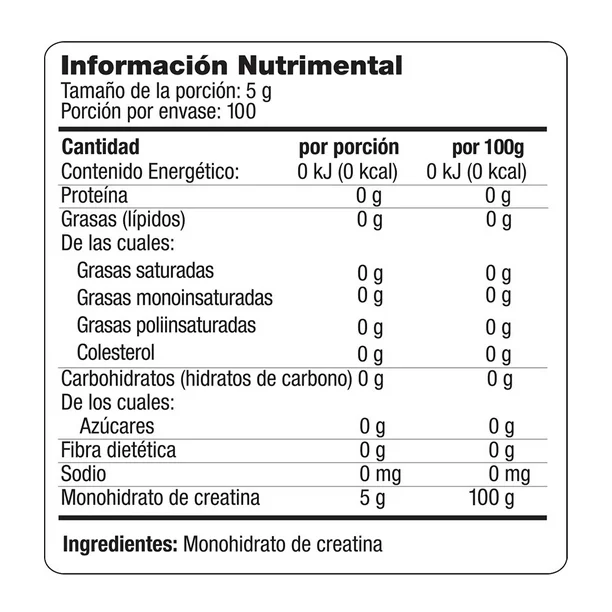 Información Nutrimental
Tamaño de la porción: 5 g
Porción por envase: 100
Cantidad por porción por 100g
Contenido Energético: 0 kJ (0 kcal) 0 kJ (0 kcal)
Proteína 0 g 0 g
Grasas (lípidos) 0 g 0 g
De las cuales:
Grasas saturadas 0 g 0 g
Grasas monoinsaturadas 0 g 0 g
Grasas poliinsaturadas 0 g 0 g
Colesterol 0 g 0 g
Carbohidratos (hidratos de carbono) 0 g 0 g
De los cuales:
Azúcares 0 g 0 g
Fibra dietética 0 g 0 g
Sodio 0 mg 0 mg
Monohidrato de creatina 5 g 100 g
Ingredientes: Monohidrato de creatina